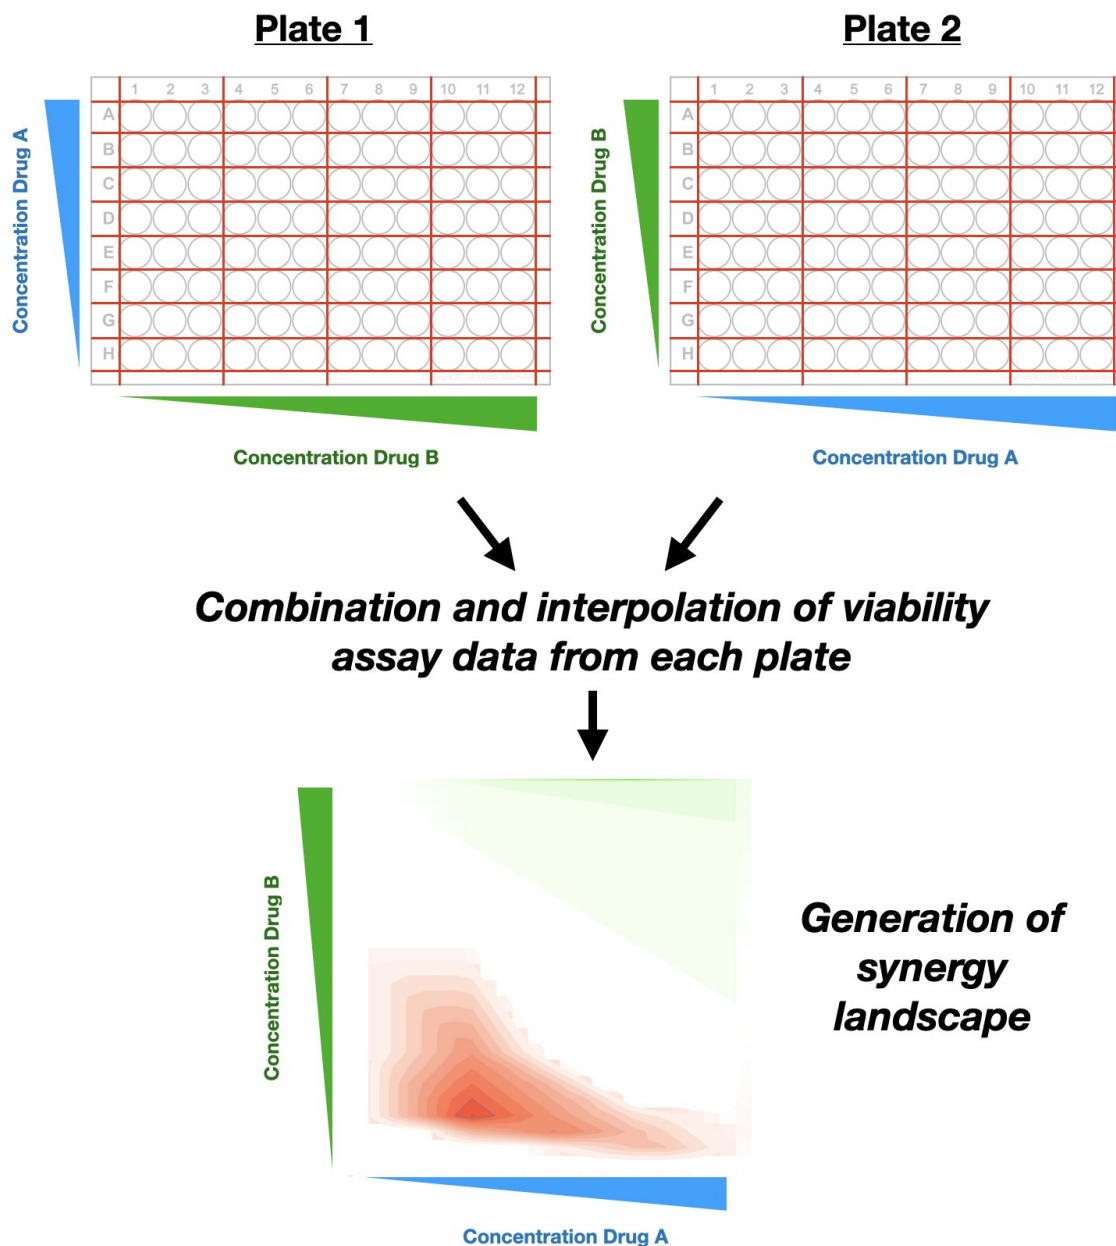 Plate 1
Plate 2
1 2 3 4 5 6 7 8 9 10 11 12
1 2 3 4 5 6 7 8 9 10 11 12
A
B
C
D
E
F
G
H
A
B
C
D
E
F
G
H
Concentration Drug A
Concentration Drug B
Concentration Drug B
Concentration Drug A
Combination and interpolation of viability
assay data from each plate
Concentration Drug B
Generation of
synergy
landscape
Concentration Drug A